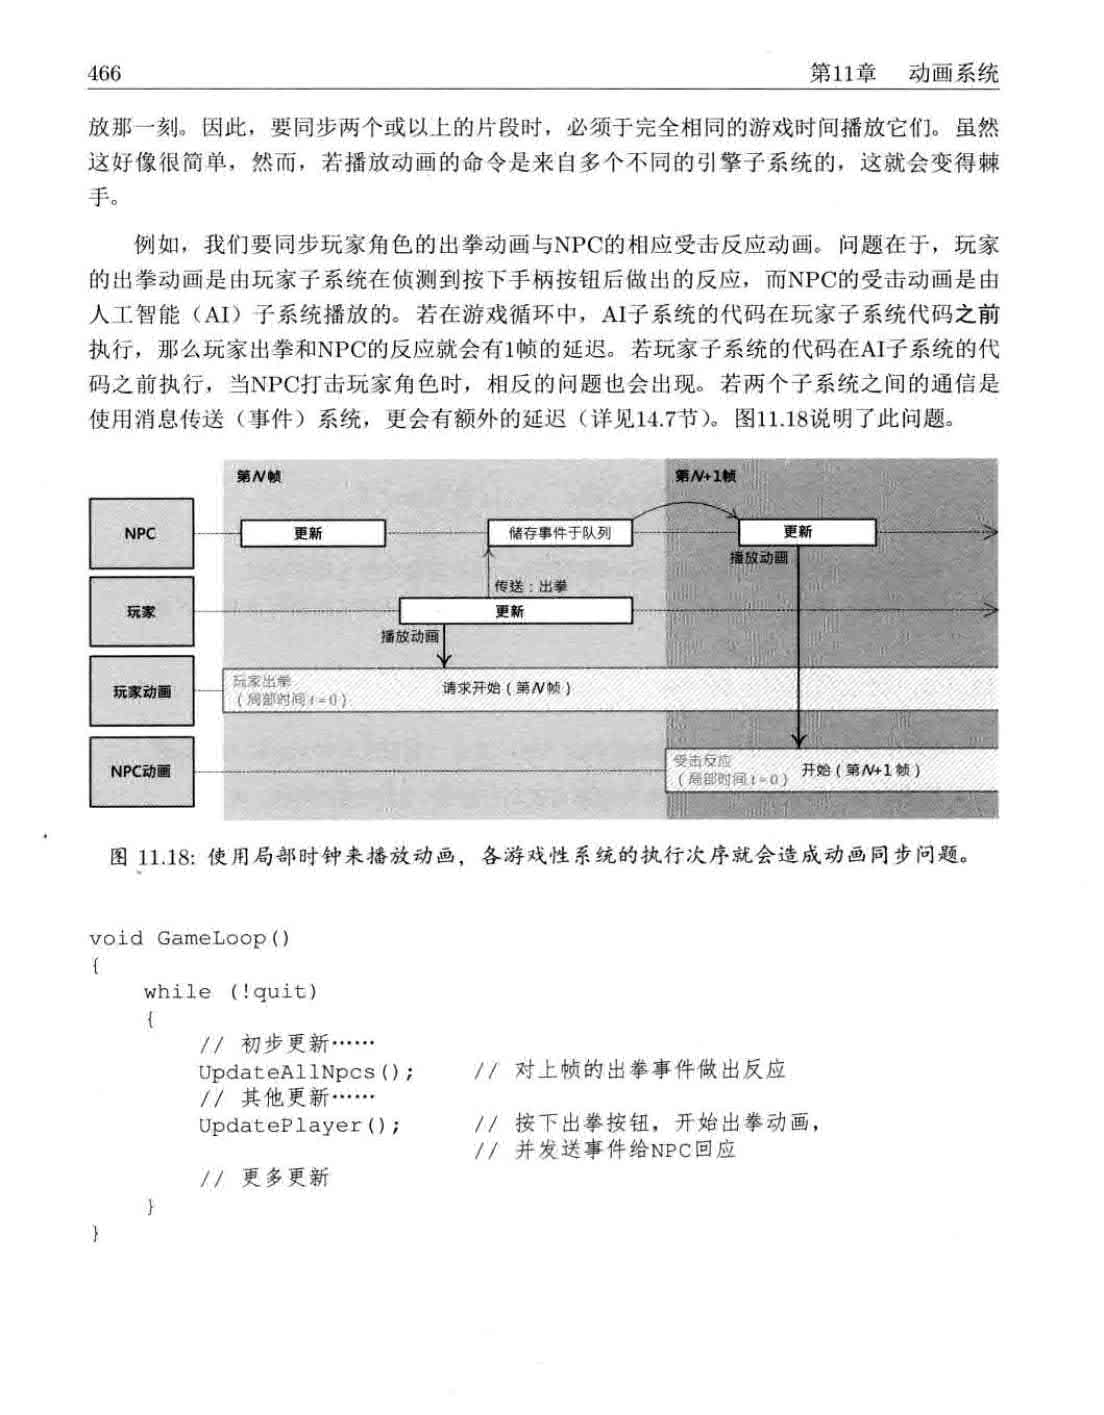 466
第11章 动画系统
放那一刻。因此，要同步两个或以上的片段时，必须于完全相同的游戏时间播放它们。虽然
这好像很简单，然而，若播放动画的命令是来自多个不同的引擎子系统的，这就会变得棘
手。
例如，我们要同步玩家角色的出拳动画与NPC的相应受击反应动画。问题在于，玩家
的出拳动画是由玩家子系统在侦测到按下手柄按钮后做出的反应，而NPC的受击动画是由
人工智能（AI）子系统播放的。若在游戏循环中，AI子系统的代码在玩家子系统代码之前
执行，那么玩家出拳和NPC的反应就会有1帧的延迟。若玩家子系统的代码在AI子系统的代
码之前执行，当NPC打击玩家角色时，相反的问题也会出现。若两个子系统之间的通信是
使用消息传送（事件）系统，更会有额外的延迟（详见14.7节）。图11.18说明了此问题。
第N帧
第N+1帧
NPC
更新
储存事件于队列
更新
播放动画
传送：出拳
玩家
更新
播放动画
玩家动画
玩家出拳
（局部时间t=0）
请求开始（第N帧）
NPC动画
受击反应
（局部时间t=0）
开始（第N+1帧）
图 11.18: 使用局部时钟来播放动画，各游戏性系统的执行次序就会造成动画同步问题。
void GameLoop()
{
while (!quit)
{
// 初步更新……
UpdateAllNpcs(); // 对上帧的出拳事件做出反应
// 其他更新……
UpdatePlayer(); // 按下出拳按钮，开始出拳动画，
// 并发送事件给NPC回应
// 更多更新
}
}